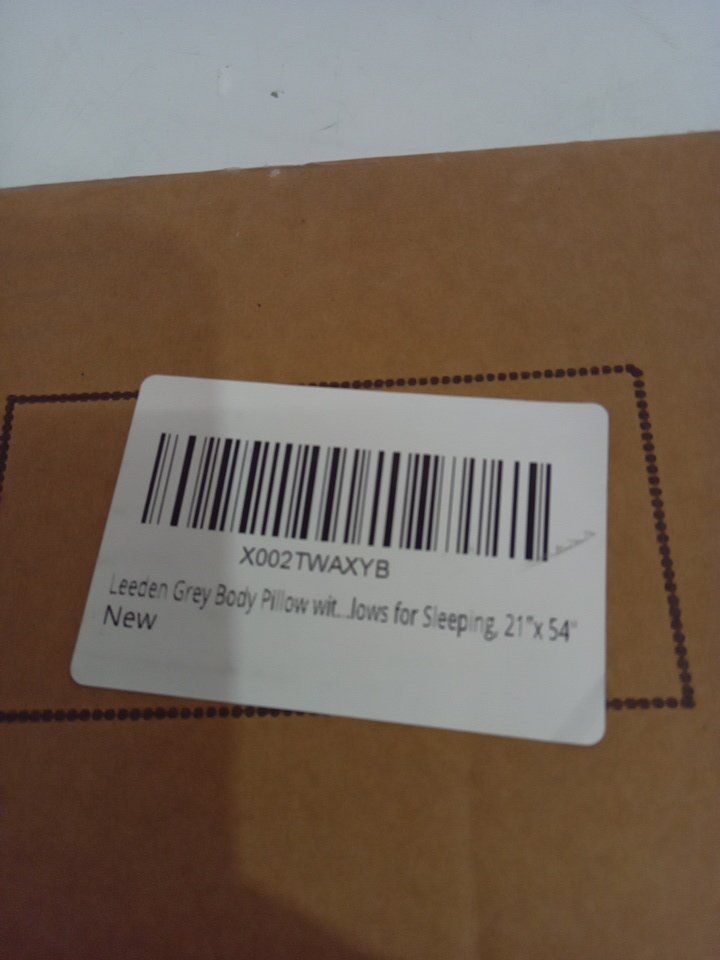 X002TWAXYB
Leeden Grey Body Pillow wit...lows for Sleeping, 21"x 54"
New